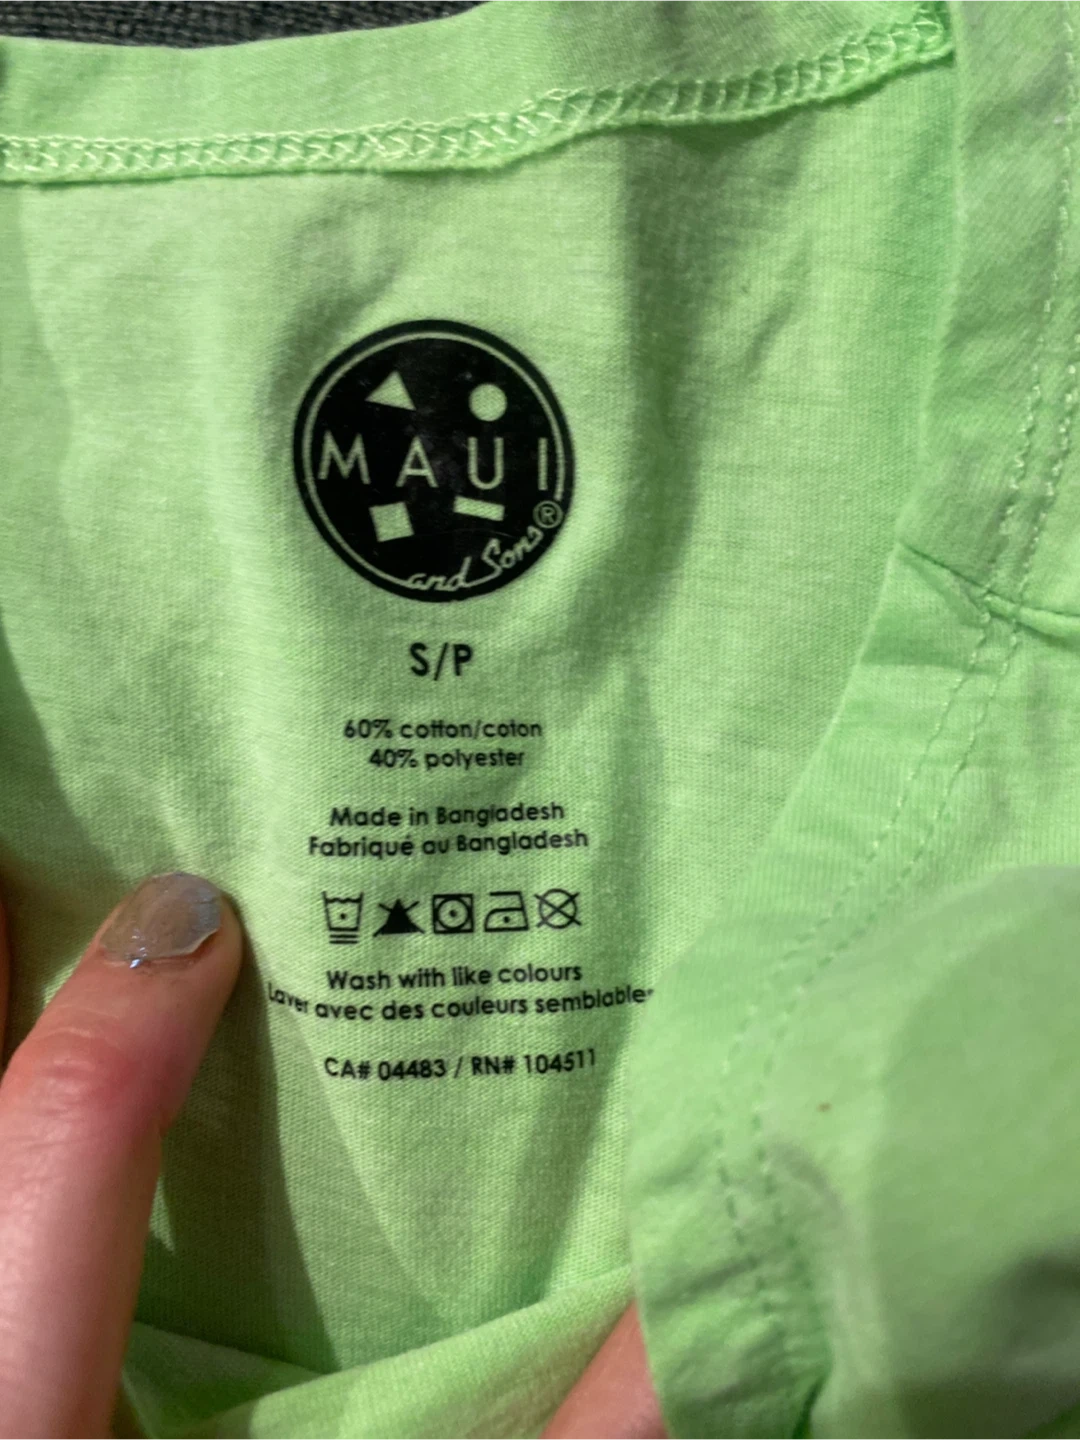 MAUI
and Sons®
S/P
60% cotton/coton
40% polyester
Made in Bangladesh
Fabriqué au Bangladesh
Wash with like colours
Laver avec des couleurs semblables
CA# 04483 / RN# 104511